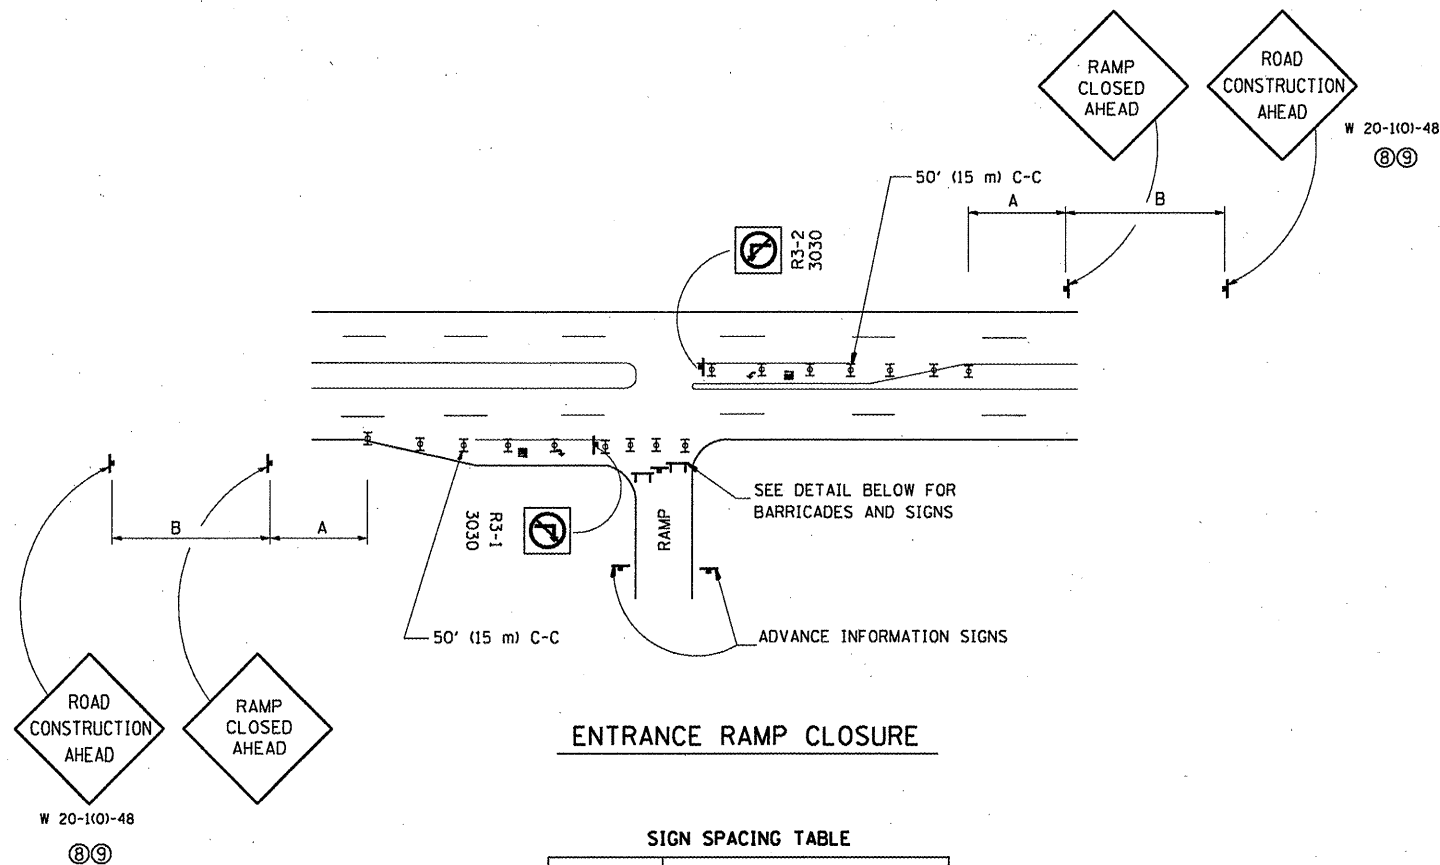 RAMP
CLOSED
AHEAD
ROAD
CONSTRUCTION
AHEAD
W 20-1(O)-48
⑧⑨
50' (15 m) C-C
A
B
R3-2
3030
SEE DETAIL BELOW FOR
BARRICADES AND SIGNS
B
A
R3-1
3030
RAMP
50' (15 m) C-C
ADVANCE INFORMATION SIGNS
ROAD
CONSTRUCTION
AHEAD
RAMP
CLOSED
AHEAD
W 20-1(O)-48
⑧⑨
ENTRANCE RAMP CLOSURE
SIGN SPACING TABLE